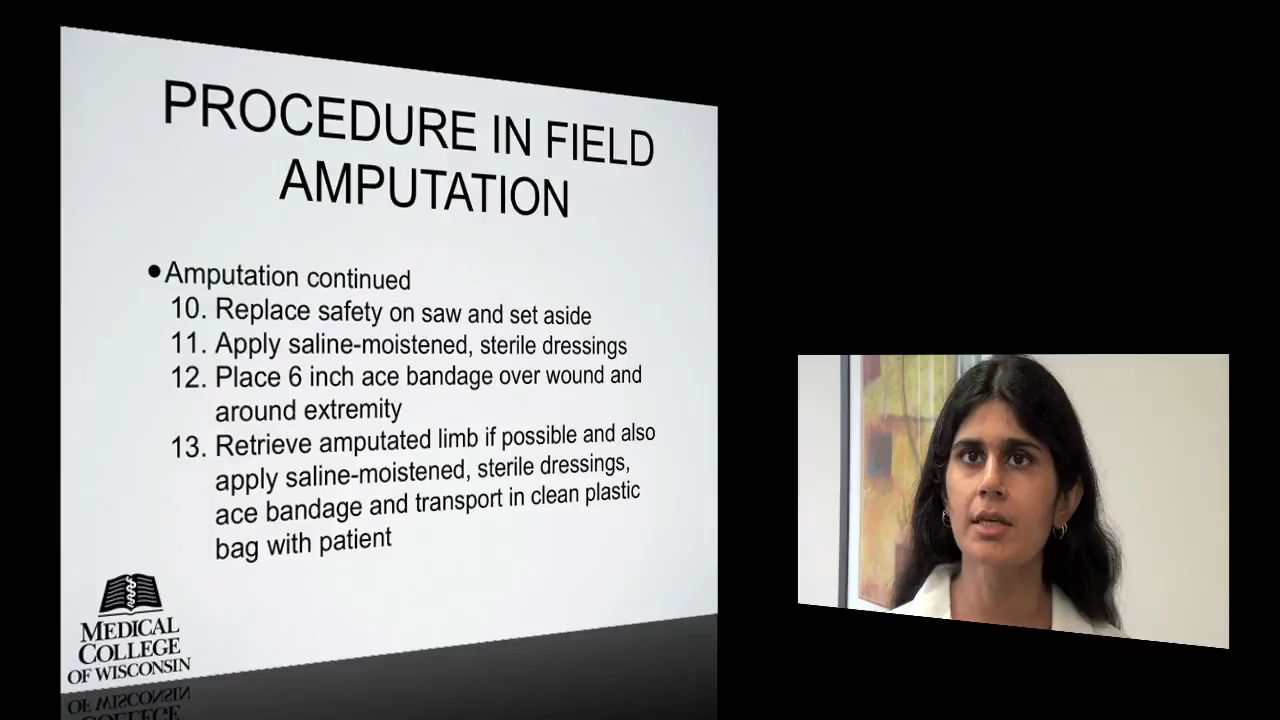 PROCEDURE IN FIELD
AMPUTATION
•Amputation continued
10. Replace safety on saw and set aside
11. Apply saline-moistened, sterile dressings
12. Place 6 inch ace bandage over wound and
around extremity
13. Retrieve amputated limb if possible and also
apply saline-moistened, sterile dressings,
ace bandage and transport in clean plastic
bag with patient
MEDICAL
COLLEGE
OF WISCONSIN